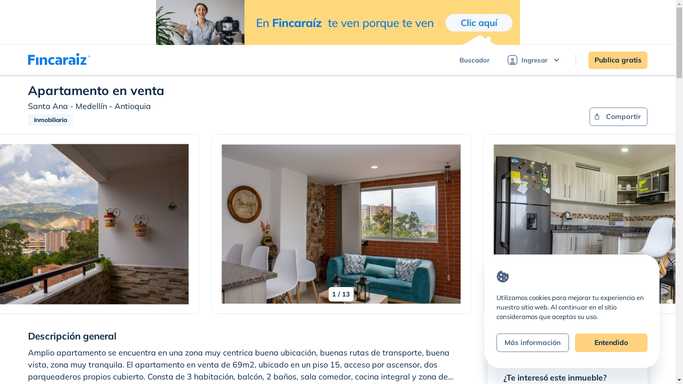 En Fincaraíz te ven porque te ven
Clic aquí
Fincaraiz
Buscador
Ingresar
Publica gratis
Apartamento en venta
Santa Ana - Medellín - Antioquia
Inmobiliaria
Compartir
1 / 13
Utilizamos cookies para mejorar tu experiencia en
nuestro sitio web. Al continuar en el sitio
consideramos que aceptas su uso.
Más información
Entendido
Descripción general
Amplio apartamento se encuentra en una zona muy centrica buena ubicación, buenas rutas de transporte, buena
vista, zona muy tranquila. El apartamento en venta de 69m2, ubicado en un piso 15, acceso por ascensor, dos
parqueaderos propios cubierto. Consta de 3 habitación, balcón, 2 baños, sala comedor, cocina integral y zona de...
¿Te interesó este inmueble?